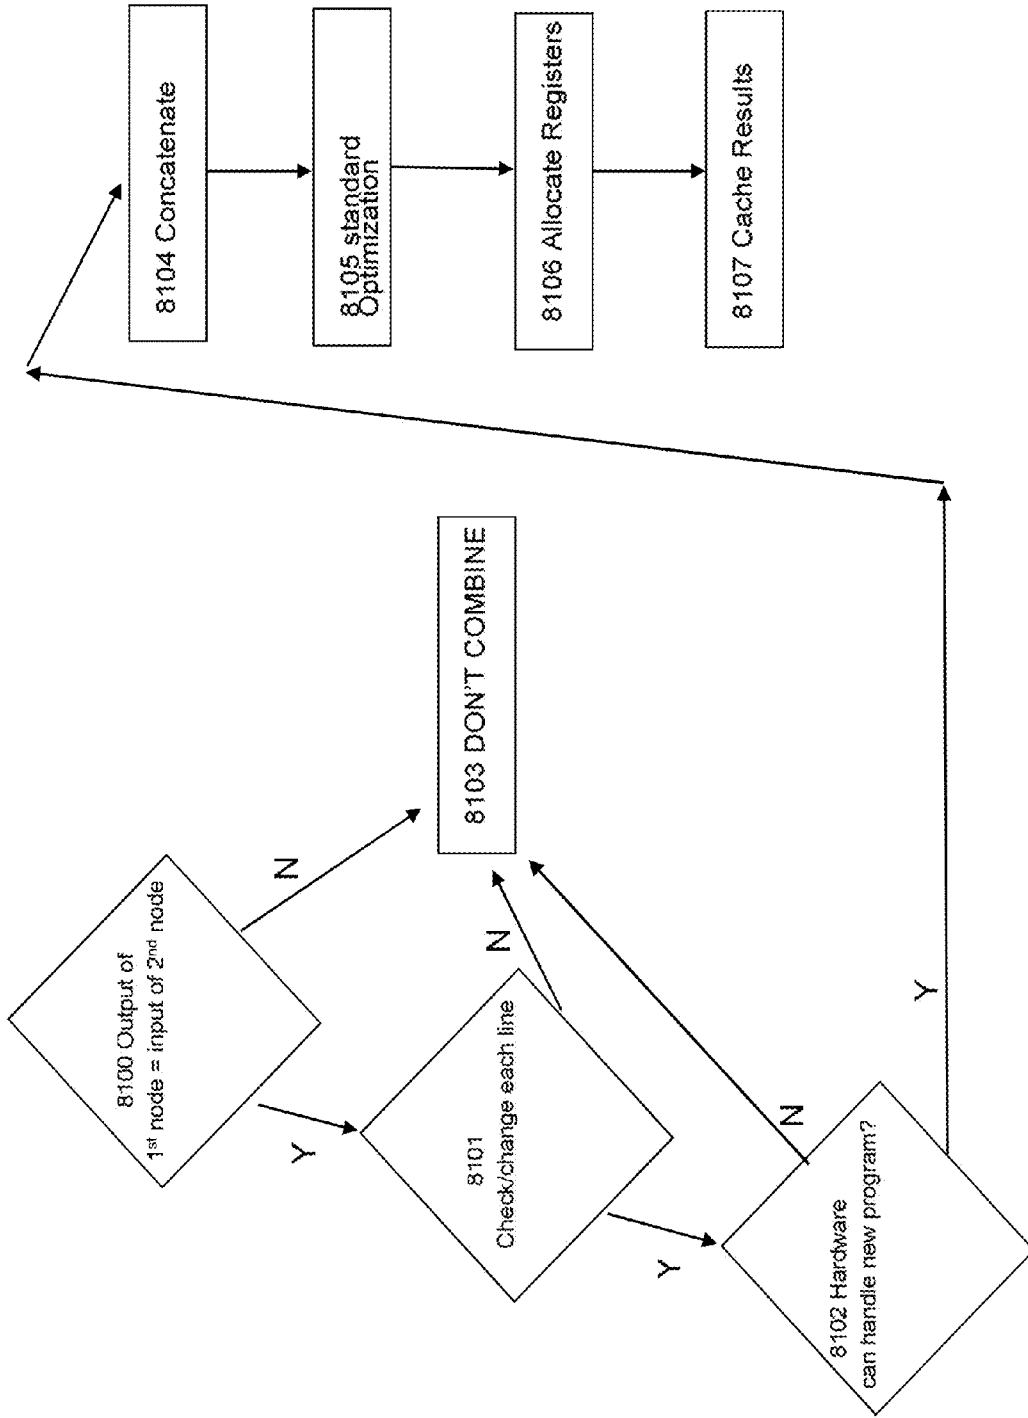 8100 Output of
1st node = input of 2nd node
N
Y
8101
Check/change each line
N
Y
8102 Hardware
can handle new program?
N
Y
8103 DON'T COMBINE
8104 Concatenate
8105 standard
Optimization
8106 Allocate Registers
8107 Cache Results